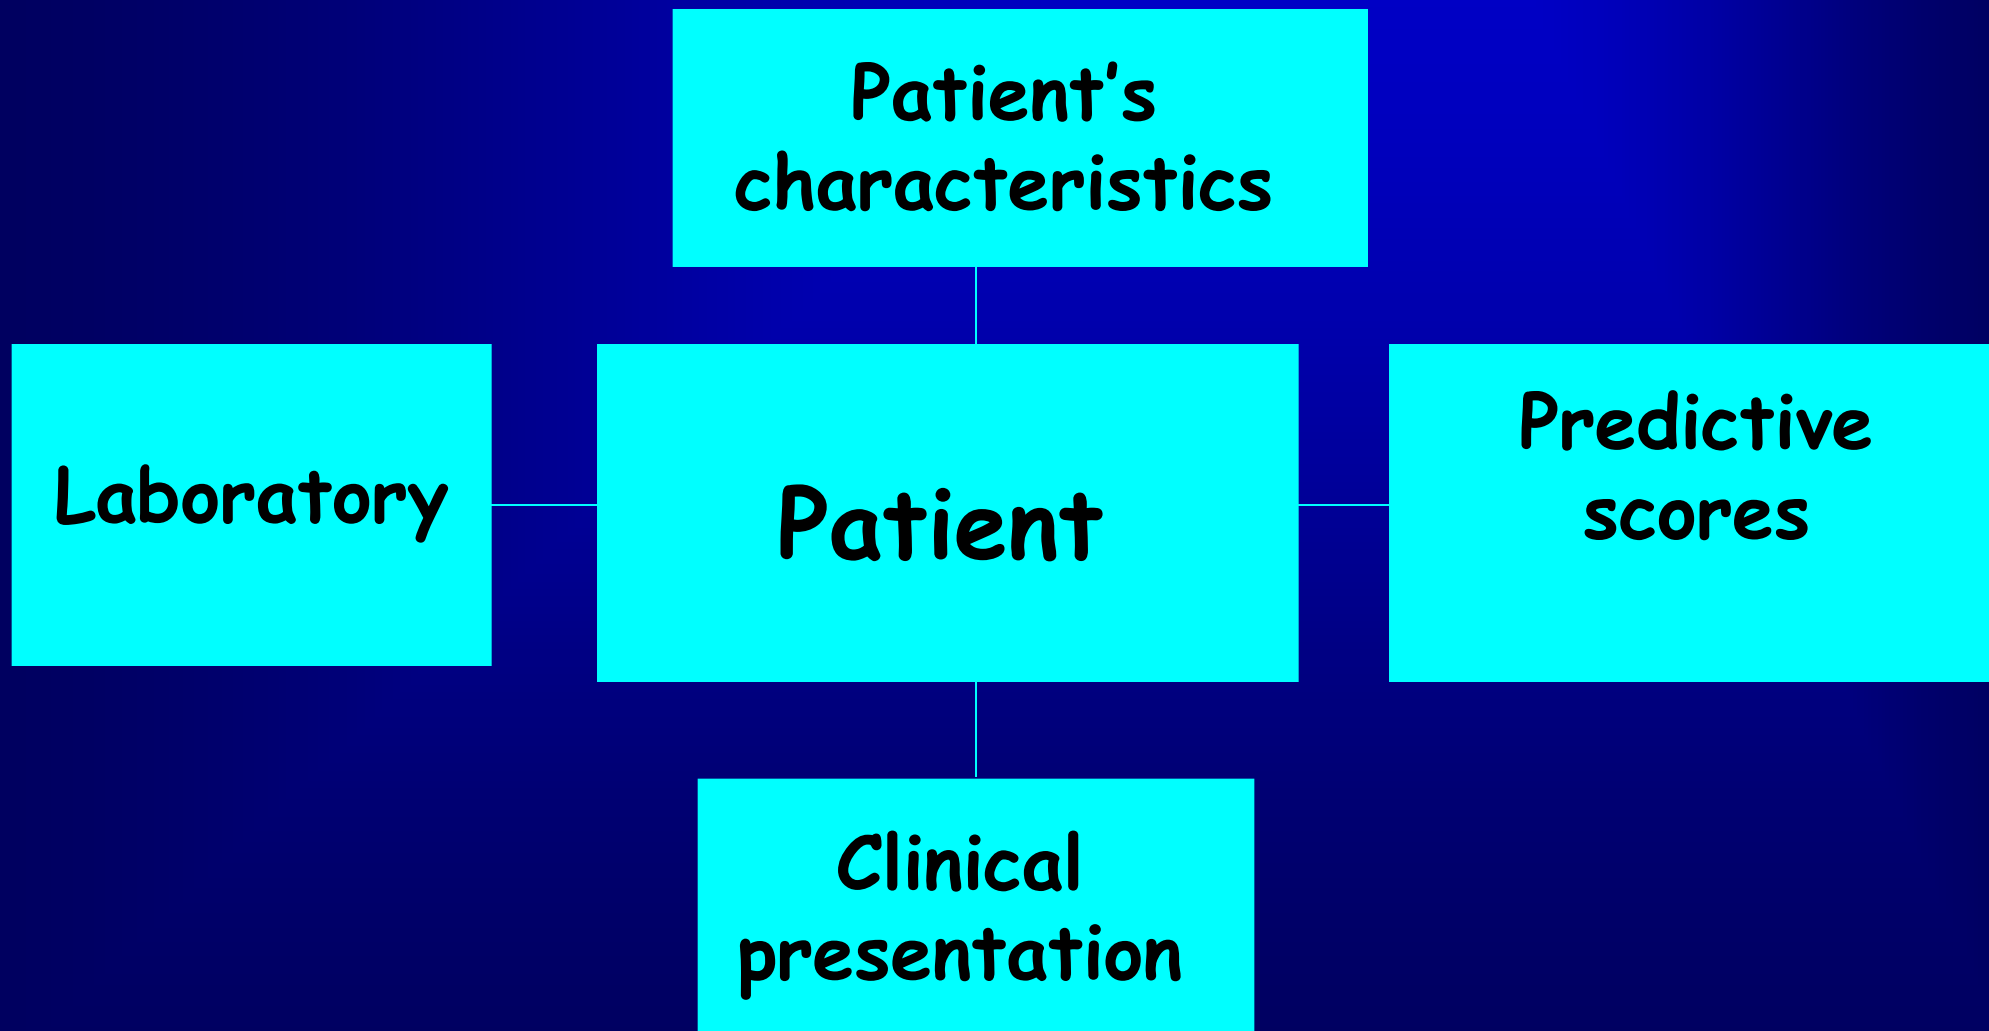 Patient's
characteristics
Laboratory
Patient
Predictive
scores
Clinical
presentation